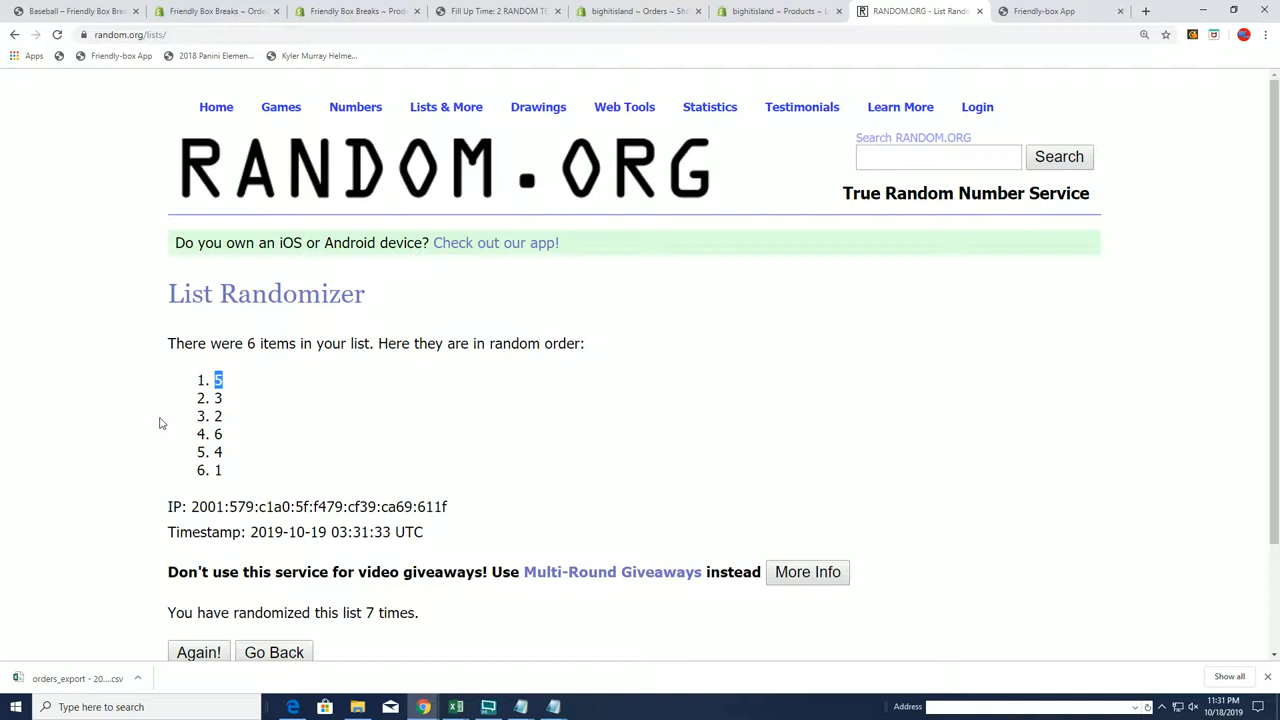 Baseball – Friendly Box Bre
Friendly Box Breaks ~ Orde
Friendly Box Breaks ~ Prod
Fill Up Time: 2 RANDOM T
bighitisland ~ Orders ~ Sh
bighitisland ~ Products ~ L
RANDOM.ORG - List Rando
Friendly-box App
random.org/lists/
Apps
Friendly-box App
2018 Panini Elemen...
Kyler Murray Helme...
Home Games Numbers Lists & More Drawings Web Tools Statistics Testimonials Learn More Login
Search RANDOM.ORG
RANDOM.ORG
Search
True Random Number Service
Do you own an iOS or Android device? Check out our app!
List Randomizer
There were 6 items in your list. Here they are in random order:
1. 5
2. 3
3. 2
4. 6
5. 4
6. 1
IP: 2001:579:c1a0:5f:f479:cf39:ca69:611f
Timestamp: 2019-10-19 03:31:33 UTC
Don't use this service for video giveaways! Use Multi-Round Giveaways instead More Info
You have randomized this list 7 times.
Again! Go Back
orders_export - 20....csv
Show all
Type here to search
Address
11:31 PM
10/18/2019